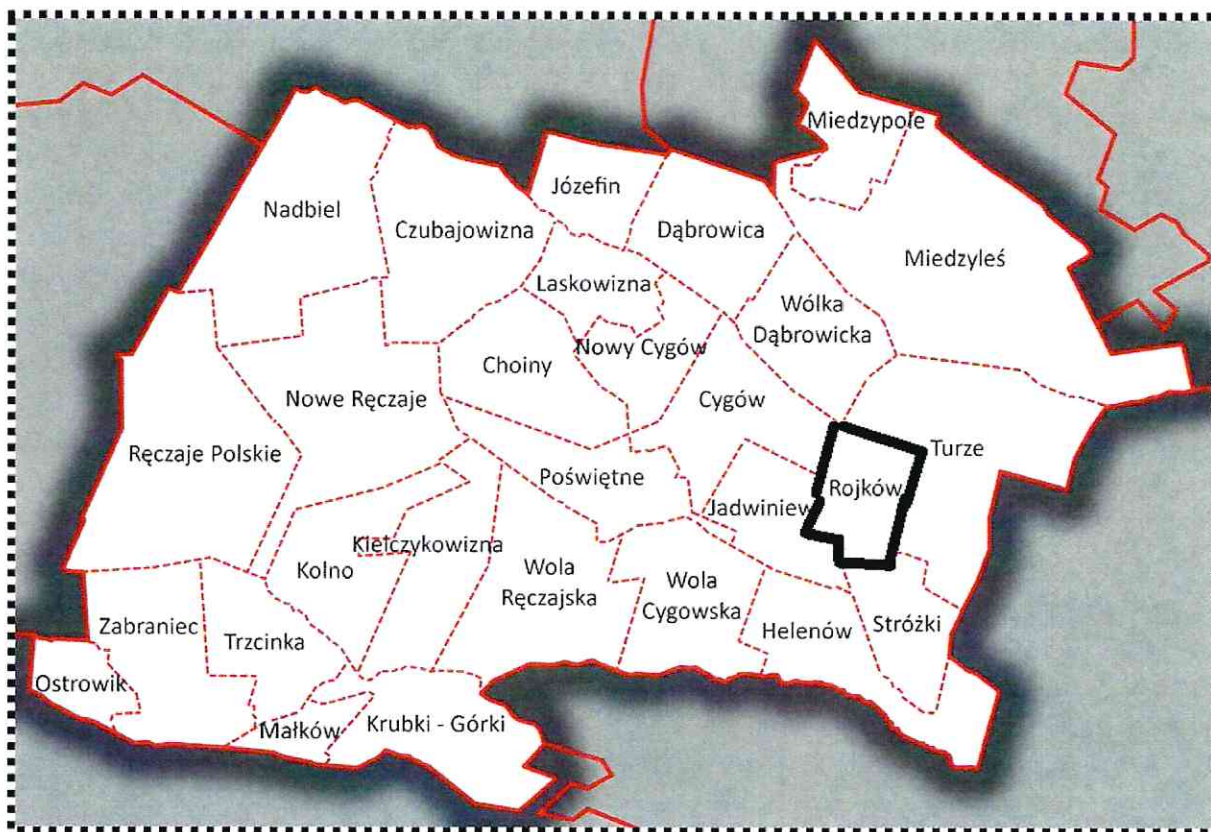 Miedzypole
Józefin
Nadbiel
Czubajowizna
Dąbrowica
Miedzyleś
Laskowizna
Wólka
Dąbrowicka
Nowy Cygów
Choiny
Nowe Ręczaje
Cygów
Ręczaje Polskie
Turze
Poświętne
Rojków
Jadwiniew
Kiełczykowizna
Kolno
Wola
Ręczajska
Wola
Cygowska
Zabraniec
Trzcinka
Helenów
Stróżki
Ostrowik
Małków
Krubki - Górki